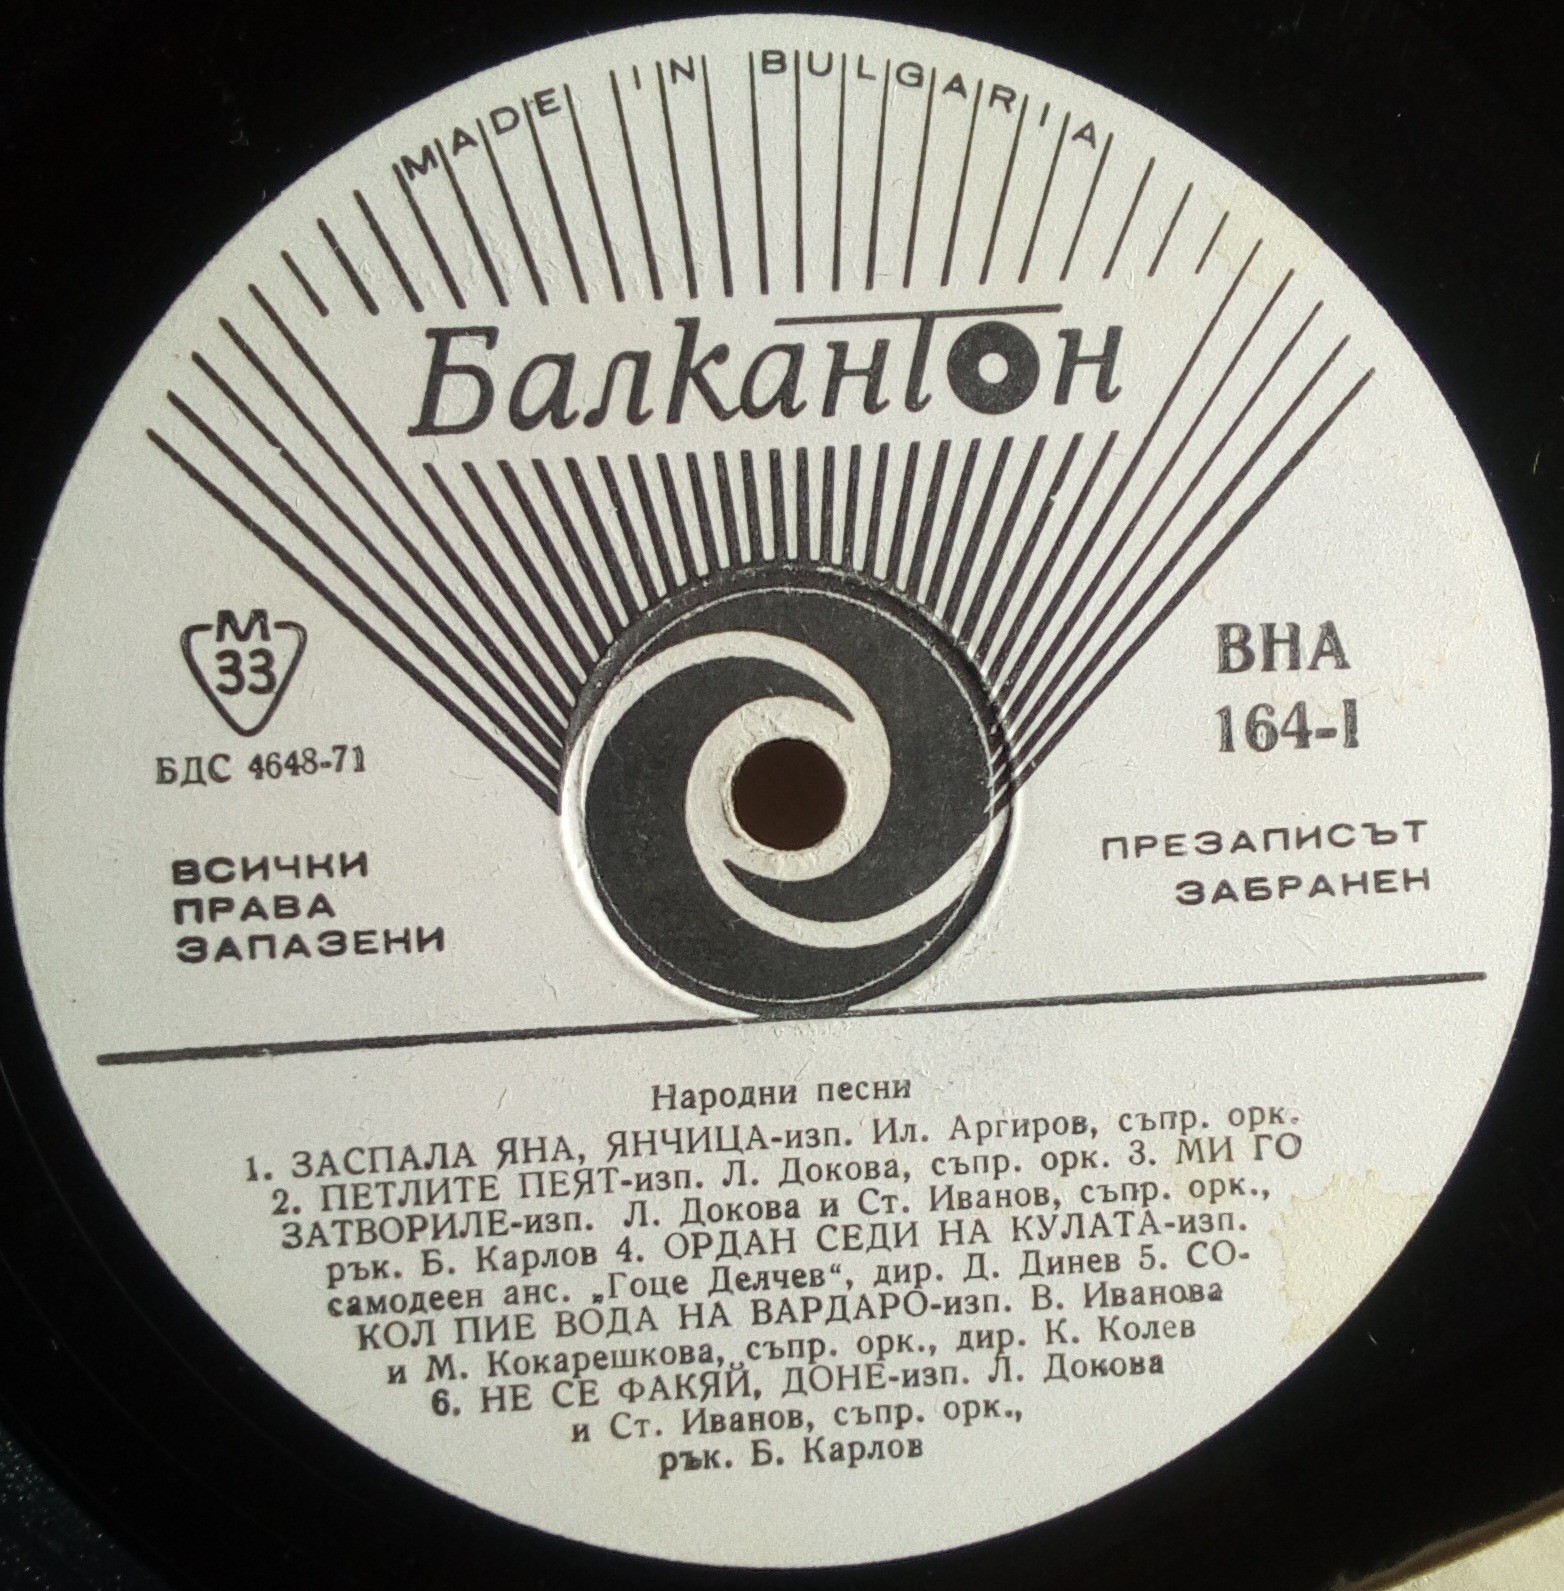 MADE IN BULGARIA
Балкантон
М
33
БДС 4648-71
ВНА
164-I
ВСИЧКИ
ПРАВА
ЗАПАЗЕНИ
ПРЕЗАПИСЪТ
ЗАБРАНЕН
Народни песни
1. ЗАСПАЛА ЯНА, ЯНЧИЦА-изп. Ил. Аргиров, съпр. орк.
2. ПЕТЛИТЕ ПЕЯТ-изп. Л. Докова, съпр. орк. 3. МИ ГО
ЗАТВОРИЛЕ-изп. Л. Докова и Ст. Иванов, съпр. орк.,
рък. Б. Карлов 4. ОРДАН СЕДИ НА КУЛАТА-изп.
самодеен анс. „Гоце Делчев“, дир. Д. Динев 5. СО-
КОЛ ПИЕ ВОДА НА ВАРДАРО-изп. В. Иванова
и М. Кокарешкова, съпр. орк., дир. К. Колев
6. НЕ СЕ ФАКЯЙ, ДОНЕ-изп. Л. Докова
и Ст. Иванов, съпр. орк.,
рък. Б. Карлов